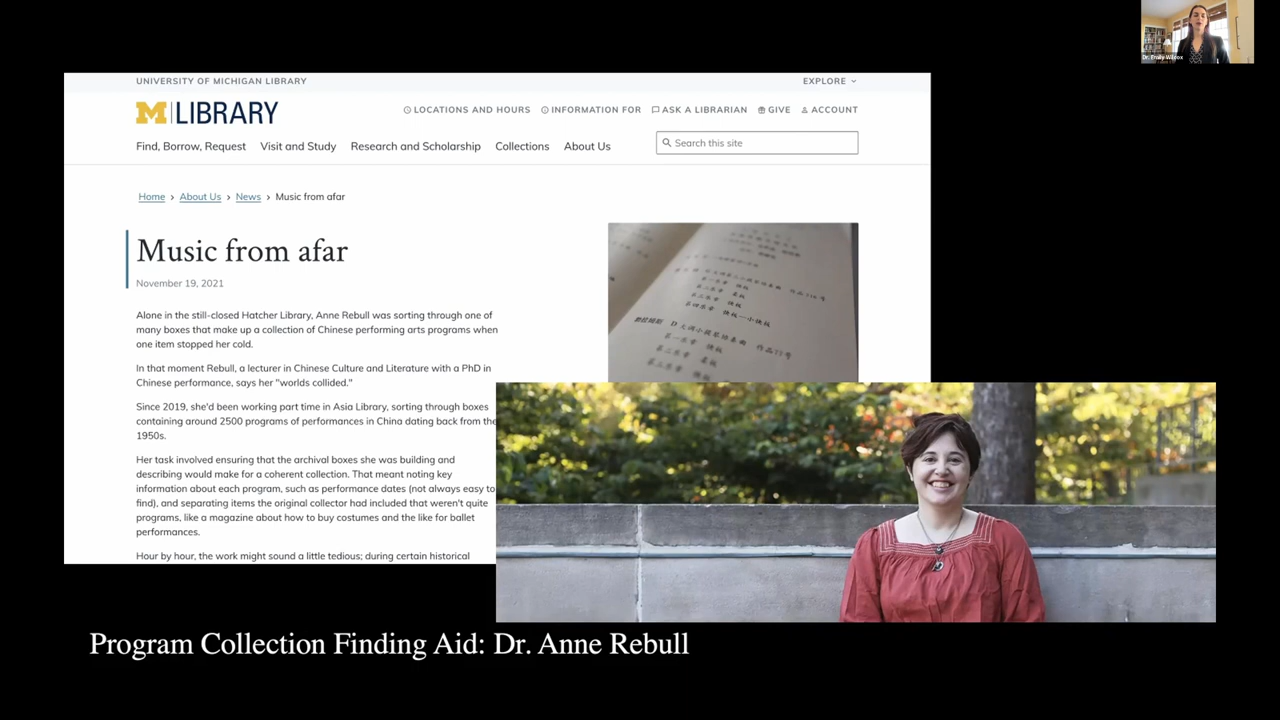 Dr. Emily Wilcox
UNIVERSITY OF MICHIGAN LIBRARY
EXPLORE
M LIBRARY
LOCATIONS AND HOURS
INFORMATION FOR
ASK A LIBRARIAN
GIVE
ACCOUNT
Find, Borrow, Request
Visit and Study
Research and Scholarship
Collections
About Us
Search this site
Home > About Us > News > Music from afar
Music from afar
November 19, 2021
Alone in the still-closed Hatcher Library, Anne Rebull was sorting through one of
many boxes that make up a collection of Chinese performing arts programs when
one item stopped her cold.
In that moment Rebull, a lecturer in Chinese Culture and Literature with a PhD in
Chinese performance, says her "worlds collided."
Since 2019, she'd been working part time in Asia Library, sorting through boxes
containing around 2500 programs of performances in China dating back from the
1950s.
Her task involved ensuring that the archival boxes she was building and
describing would make for a coherent collection. That meant noting key
information about each program, such as performance dates (not always easy to
find), and separating items the original collector had included that weren't quite
programs, like a magazine about how to buy costumes and the like for ballet
performances.
Hour by hour, the work might sound a little tedious; during certain historical
Program Collection Finding Aid: Dr. Anne Rebull